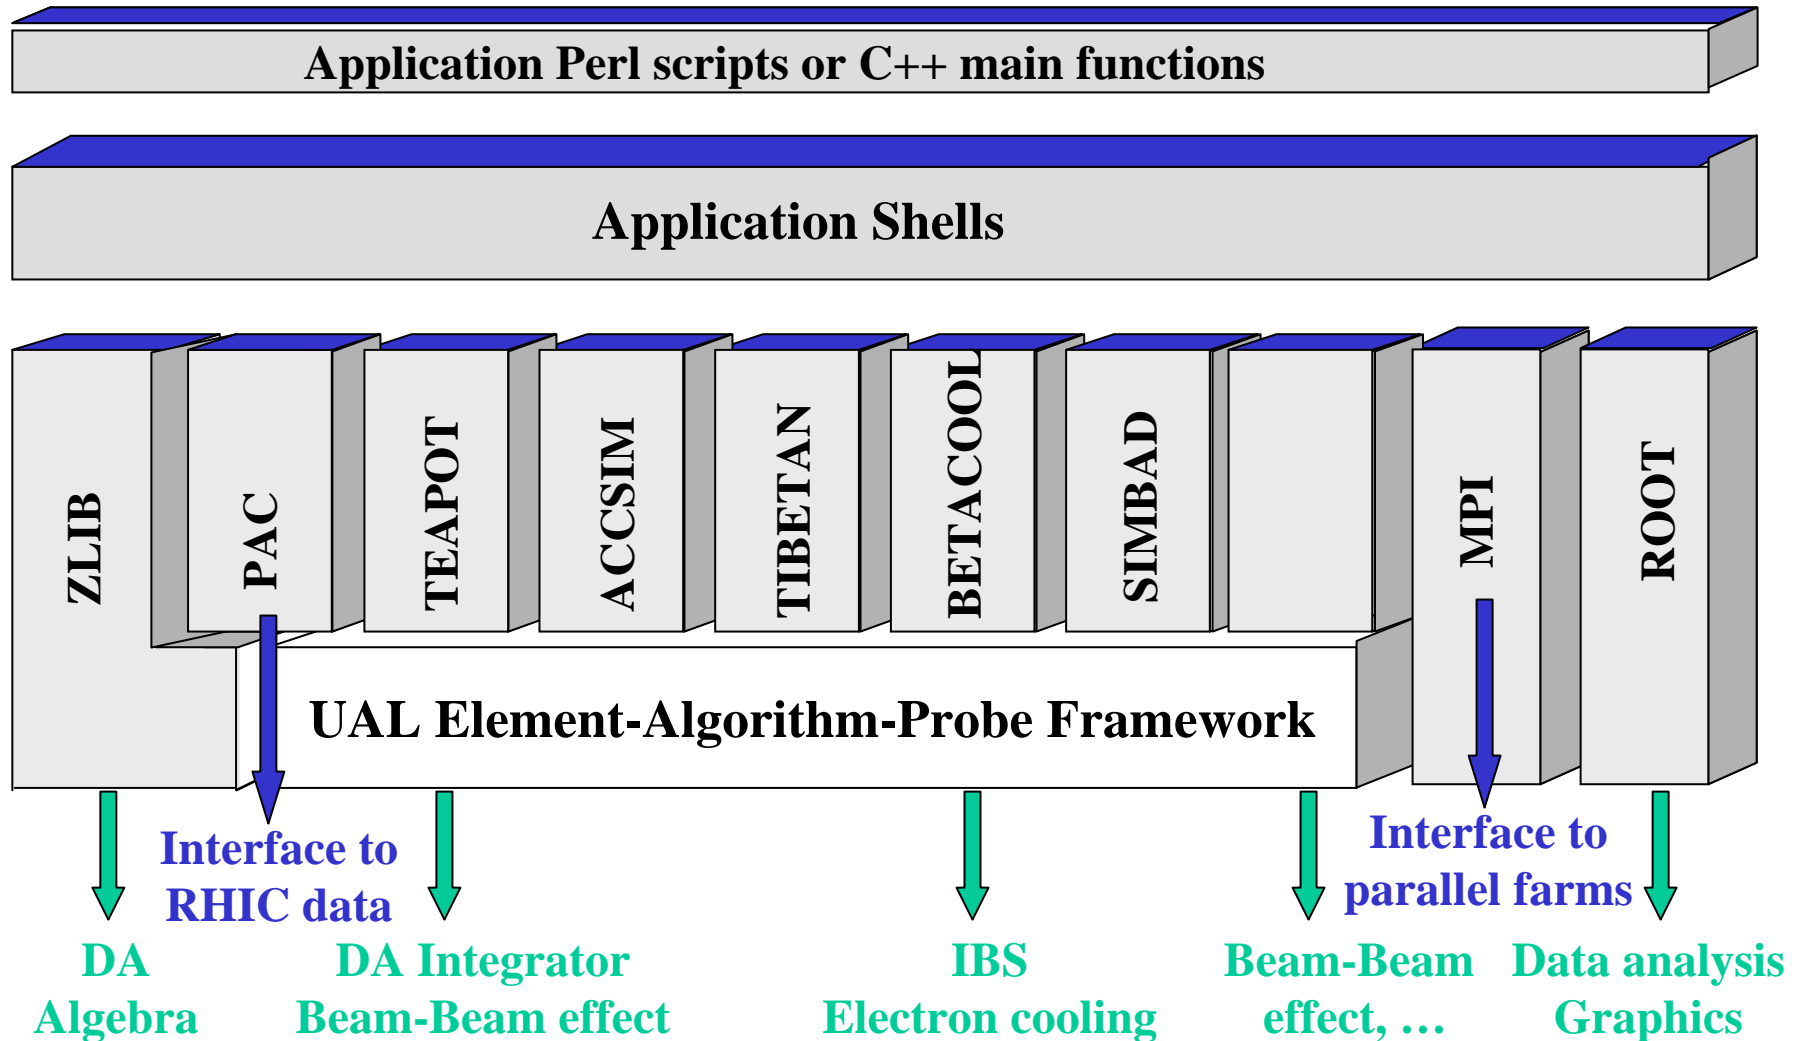 Application Perl scripts or C++ main functions
Application Shells
ZLIB
PAC
TEAPOT
ACCSIM
TIBETAN
BETACOOL
SIMBAD
MPI
ROOT
UAL Element-Algorithm-Probe Framework
Interface to
RHIC data
Interface to
parallel farms
DA
Algebra
DA Integrator
Beam-Beam effect
IBS
Electron cooling
Beam-Beam
effect, …
Data analysis
Graphics